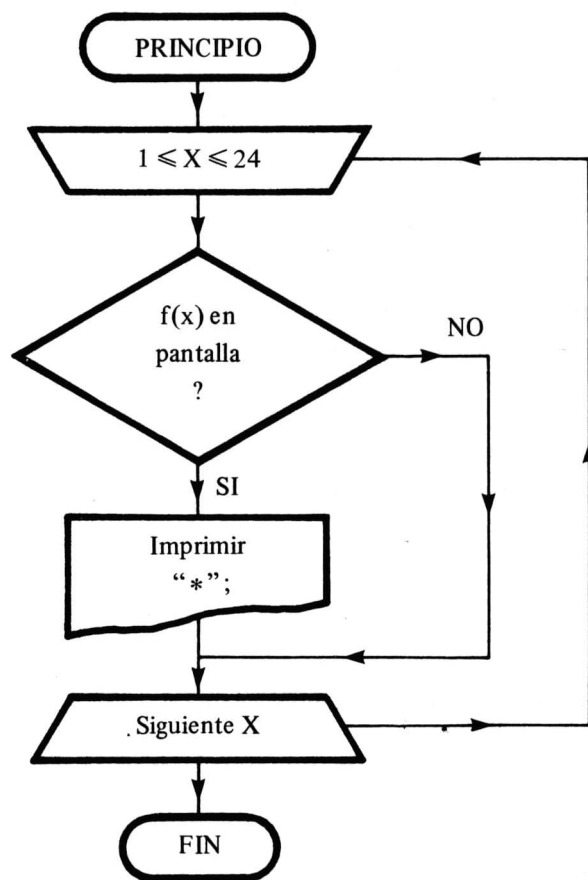 PRINCIPIO
1 ⩽ X ⩽ 24
f(x) en
pantalla
?
NO
SI
Imprimir
“*”;
Siguiente X
FIN